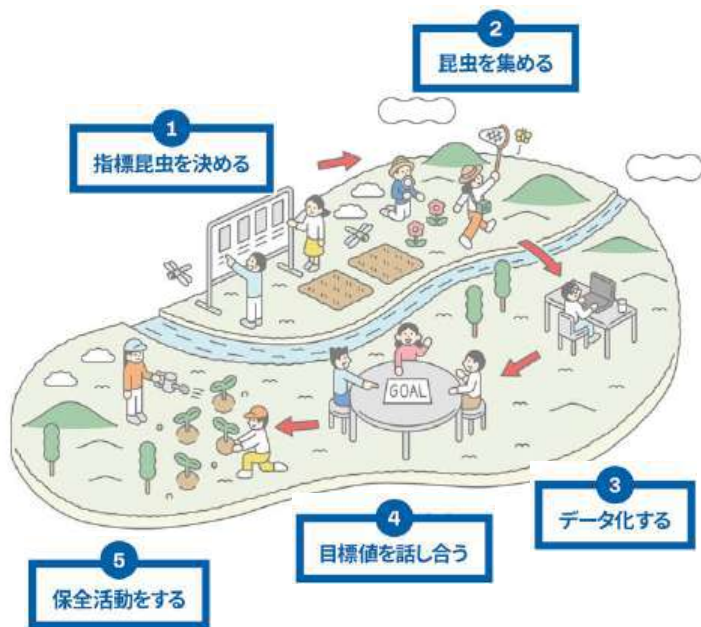 1
指標昆虫を決める
2
昆虫を集める
3
データ化する
4
目標値を話し合う
GOAL
5
保全活動をする